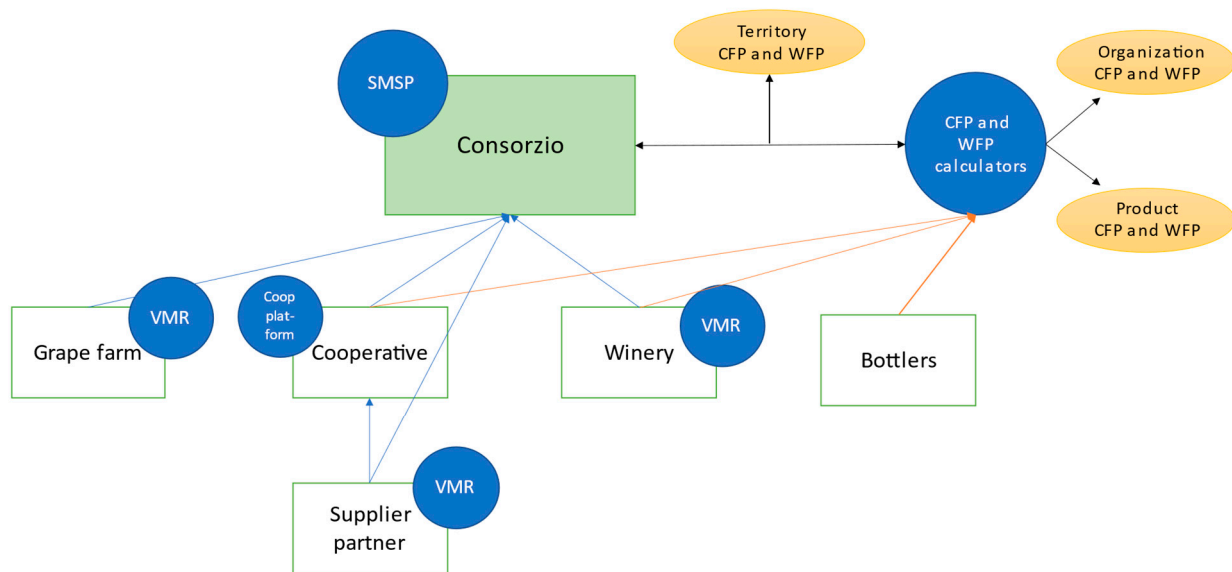 Territory
CFP and WFP
Organization
CFP and WFP
SMSP
Consorzio
CFP and
WFP
calculators
Product
CFP and WFP
Grape farm
VMR
Coop
plat-
form
Cooperative
Winery
VMR
Bottlers
Supplier
partner
VMR